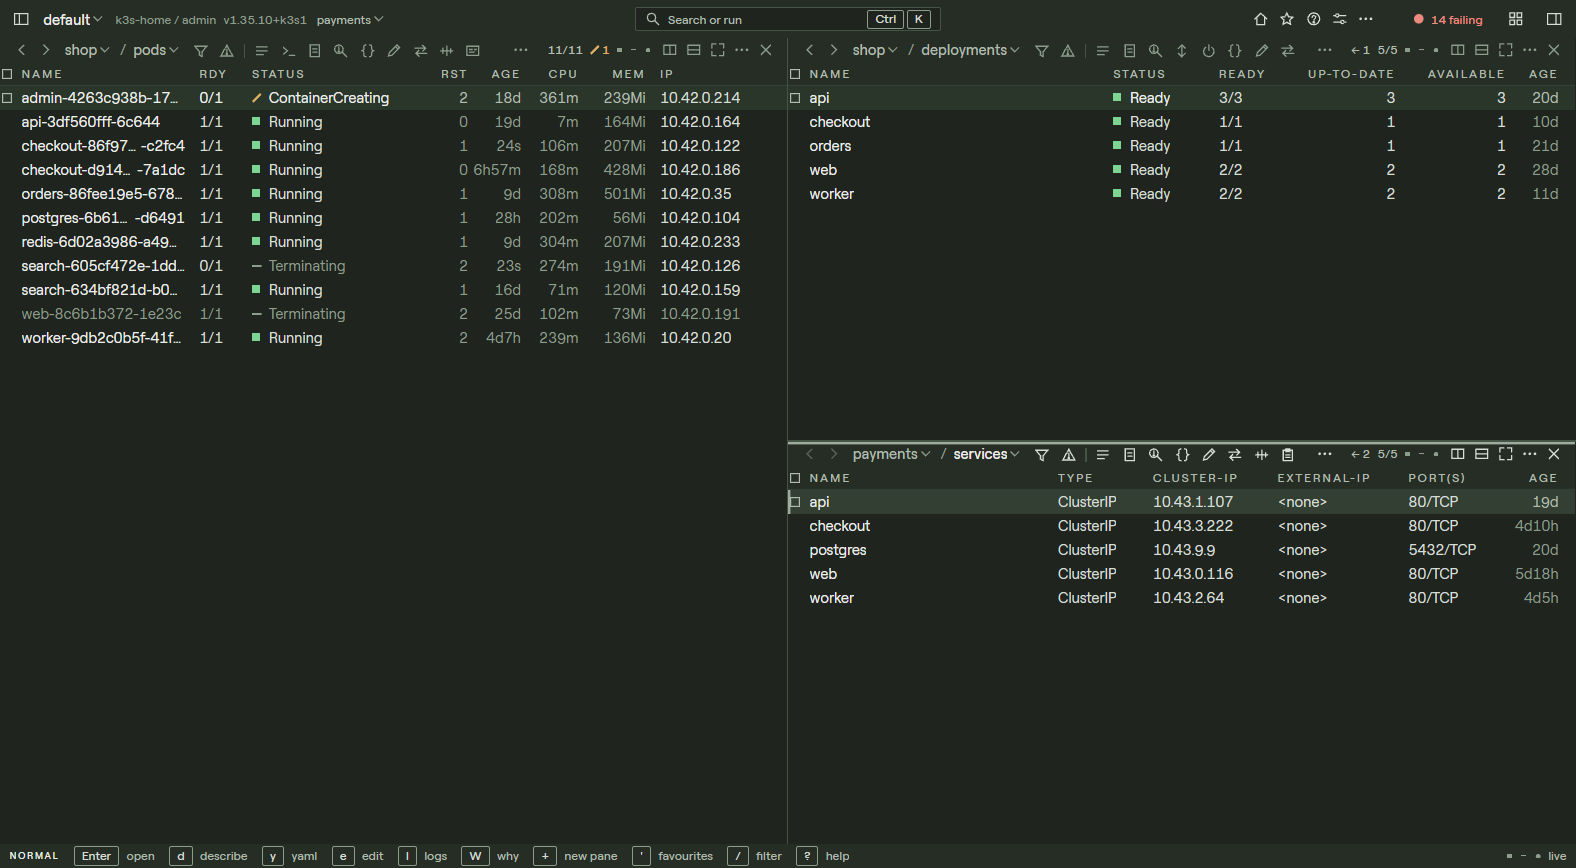 default k3s-home / admin v1.35.10+k3s1 payments Search or run Ctrl K 14 failing
shop / pods 11/11 1
NAME RDY STATUS RST AGE CPU MEM IP
admin-4263c938b-17… 0/1 ContainerCreating 2 18d 361m 239Mi 10.42.0.214
api-3df560fff-6c644 1/1 Running 0 19d 7m 164Mi 10.42.0.164
checkout-86f97… -c2fc4 1/1 Running 1 24s 106m 207Mi 10.42.0.122
checkout-d914… -7a1dc 1/1 Running 0 6h57m 168m 428Mi 10.42.0.186
orders-86fee19e5-678… 1/1 Running 1 9d 308m 501Mi 10.42.0.35
postgres-6b61… -d6491 1/1 Running 1 28h 202m 56Mi 10.42.0.104
redis-6d02a3986-a49… 1/1 Running 1 9d 304m 207Mi 10.42.0.233
search-605cf472e-1dd… 0/1 Terminating 2 23s 274m 191Mi 10.42.0.126
search-634bf821d-b0… 1/1 Running 1 16d 71m 120Mi 10.42.0.159
web-8c6b1b372-1e23c 1/1 Terminating 2 25d 102m 73Mi 10.42.0.191
worker-9db2c0b5f-41f… 1/1 Running 2 4d7h 239m 136Mi 10.42.0.20
shop / deployments ←1 5/5
NAME STATUS READY UP-TO-DATE AVAILABLE AGE
api Ready 3/3 3 3 20d
checkout Ready 1/1 1 1 10d
orders Ready 1/1 1 1 21d
web Ready 2/2 2 2 28d
worker Ready 2/2 2 2 11d
payments / services ←2 5/5
NAME TYPE CLUSTER-IP EXTERNAL-IP PORT(S) AGE
api ClusterIP 10.43.1.107 <none> 80/TCP 19d
checkout ClusterIP 10.43.3.222 <none> 80/TCP 4d10h
postgres ClusterIP 10.43.9.9 <none> 5432/TCP 20d
web ClusterIP 10.43.0.116 <none> 80/TCP 5d18h
worker ClusterIP 10.43.2.64 <none> 80/TCP 4d5h
NORMAL Enter open d describe y yaml e edit l logs W why + new pane ' favourites / filter ? help live